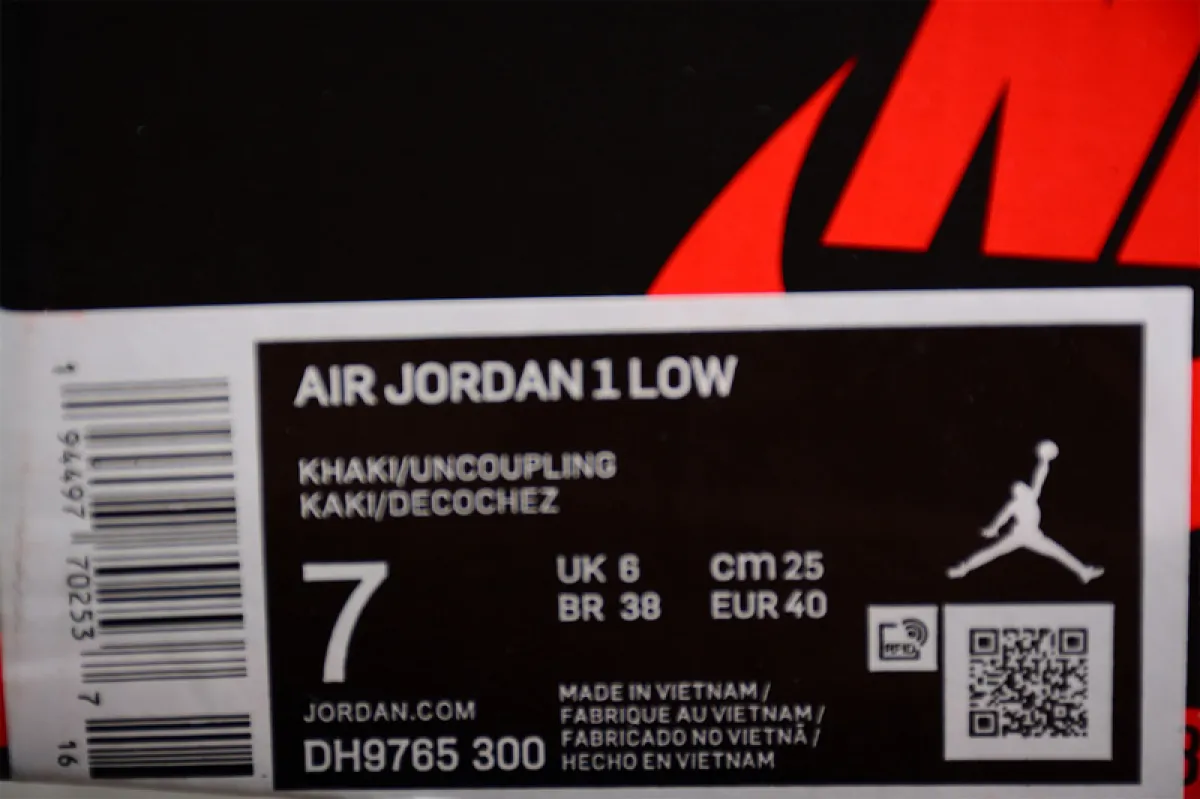 AIR JORDAN 1 LOW
KHAKI/UNCOUPLING
KAKI/DECOCHEZ
7
UK 6
cm 25
BR 38
EUR 40
RFID
JORDAN.COM
DH9765 300
MADE IN VIETNAM /
FABRIQUE AU VIETNAM /
FABRICADO NO VIETNÃ /
HECHO EN VIETNAM
1 94497 70253 7
16